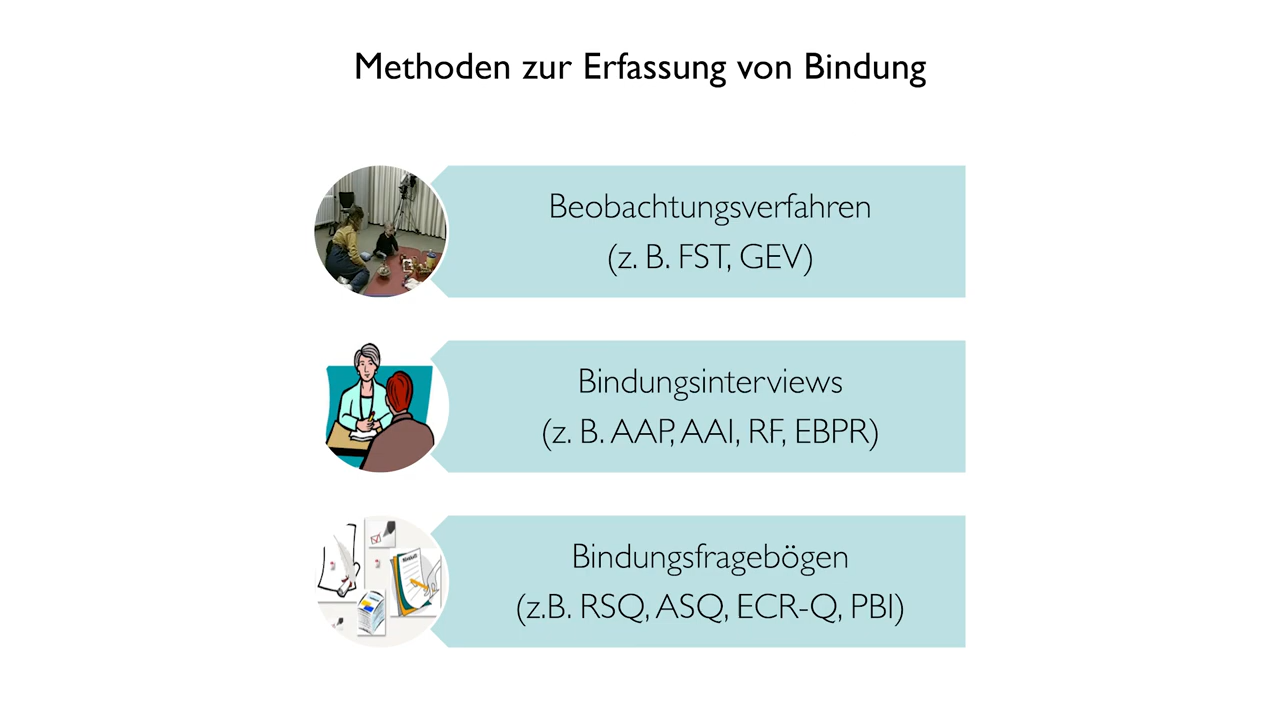 Methoden zur Erfassung von Bindung
Beobachtungsverfahren
(z. B. FST, GEV)
Bindungsinterviews
(z. B. AAP, AAI, RF, EBPR)
Bindungsfragebögen
(z.B. RSQ, ASQ, ECR-Q, PBI)